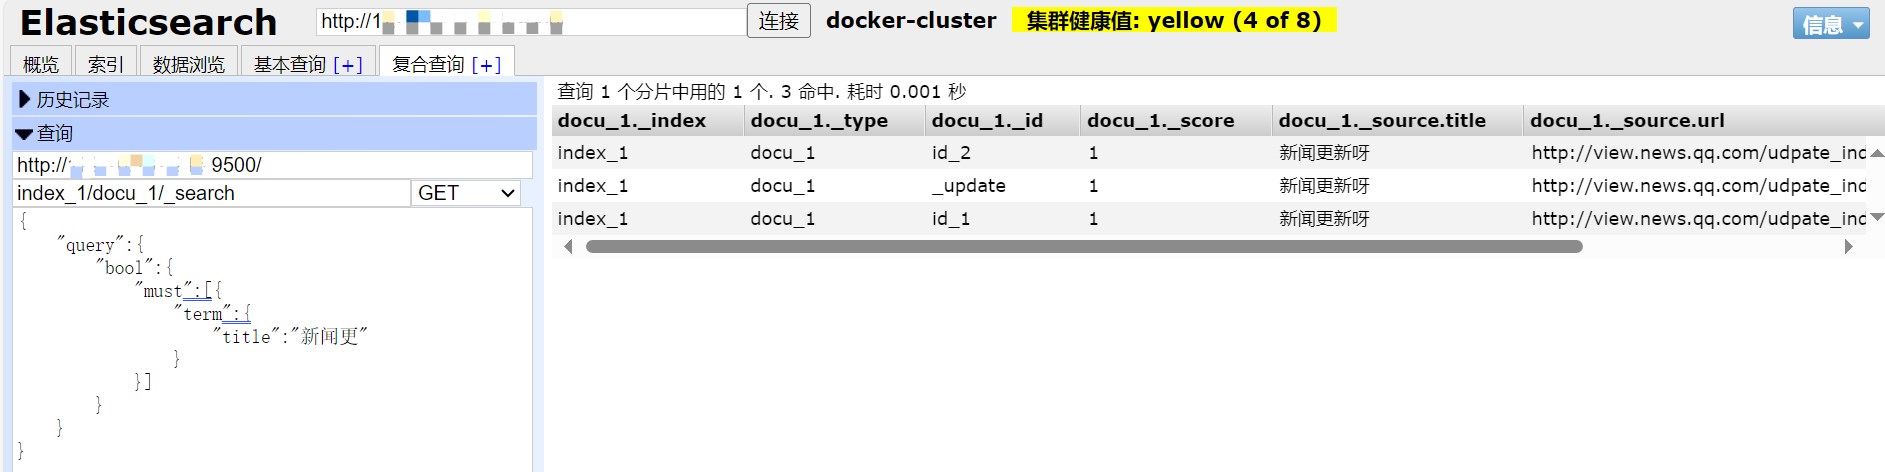 Elasticsearch http://1 连接 docker-cluster 集群健康值: yellow (4 of 8) 信息
概览 索引 数据浏览 基本查询 [+] 复合查询 [+]
历史记录
查询
http:// 9500/
index_1/docu_1/_search GET
{
"query":{
"bool":{
"must":[{
"term":{
"title":"新闻更"
}
}]
}
}
}
查询 1 个分片中用的 1 个. 3 命中. 耗时 0.001 秒
docu_1._index docu_1._type docu_1._id docu_1._score docu_1._source.title docu_1._source.url
index_1 docu_1 id_2 1 新闻更新呀 http://view.news.qq.com/udpate_ind
index_1 docu_1 _update 1 新闻更新呀 http://view.news.qq.com/udpate_ind
index_1 docu_1 id_1 1 新闻更新呀 http://view.news.qq.com/udpate_ind